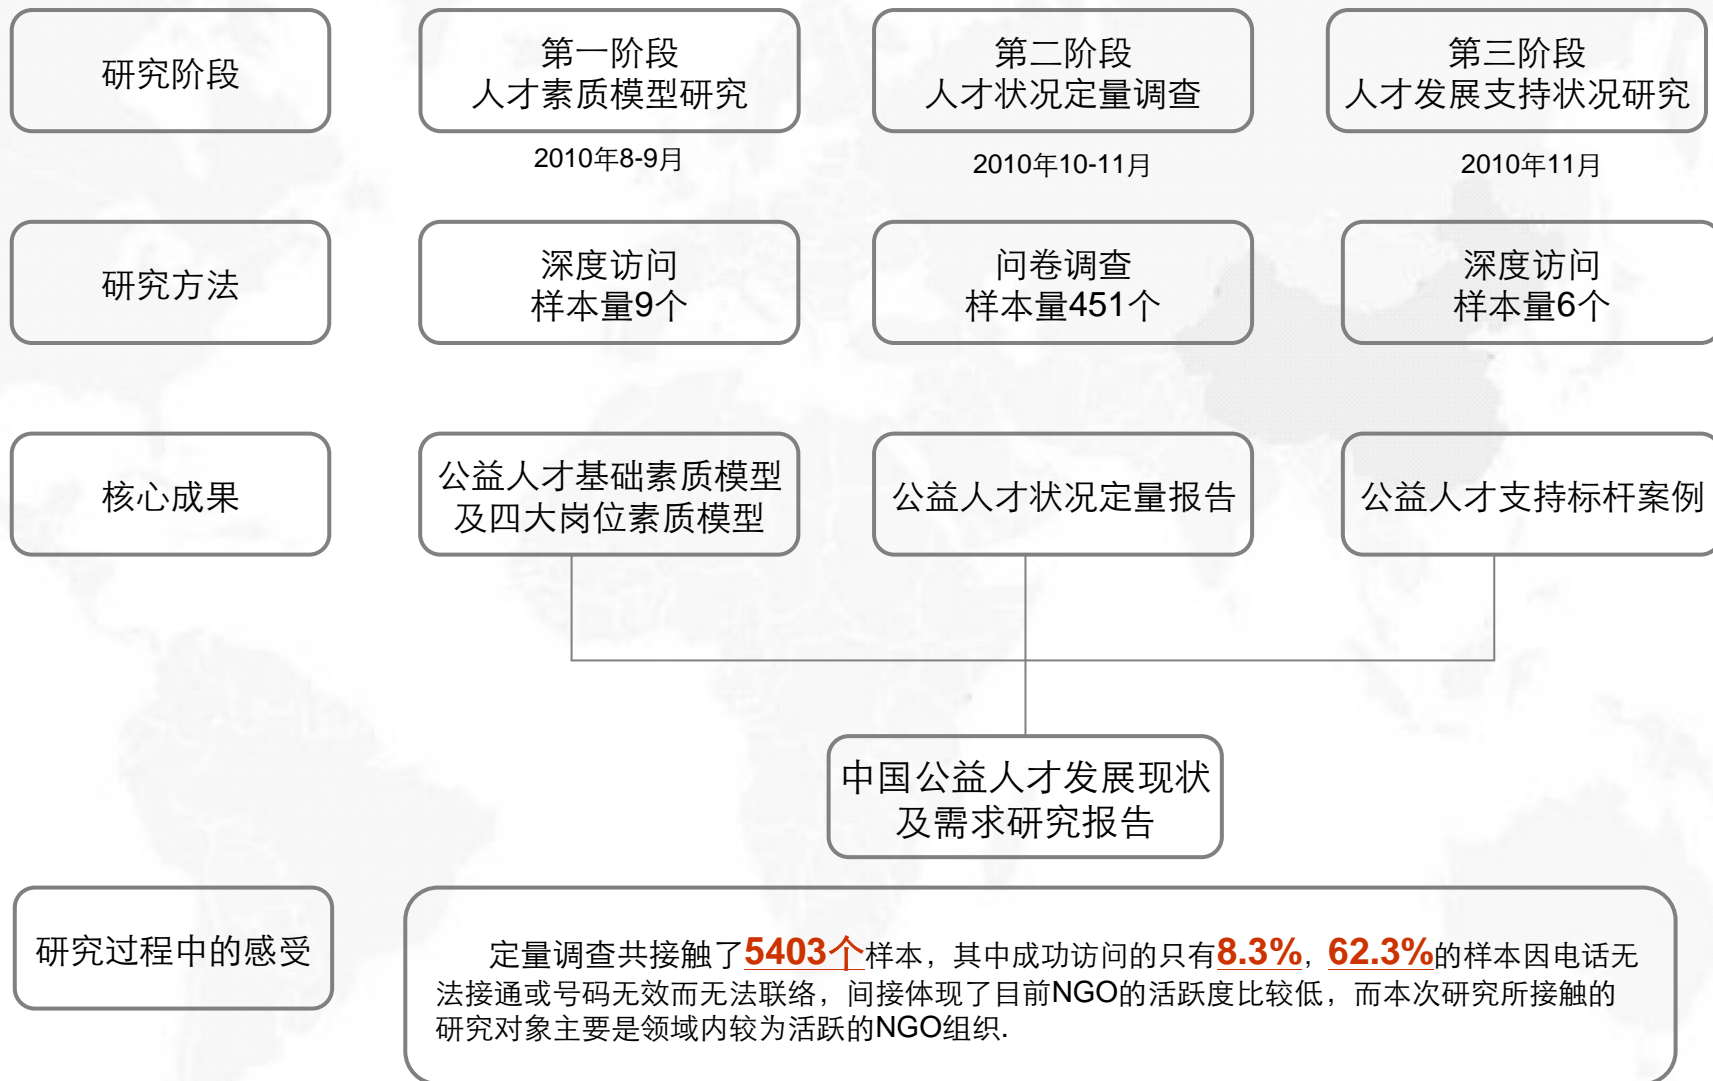 研究阶段
第一阶段
人才素质模型研究
第二阶段
人才状况定量调查
第三阶段
人才发展支持状况研究
2010年8-9月
2010年10-11月
2010年11月
研究方法
深度访问
样本量9个
问卷调查
样本量451个
深度访问
样本量6个
核心成果
公益人才基础素质模型
及四大岗位素质模型
公益人才状况定量报告
公益人才支持标杆案例
中国公益人才发展现状
及需求研究报告
研究过程中的感受
定量调查共接触了5403个样本，其中成功访问的只有8.3%，62.3%的样本因电话无
法接通或号码无效而无法联络，间接体现了目前NGO的活跃度比较低，而本次研究所接触的
研究对象主要是领域内较为活跃的NGO组织.